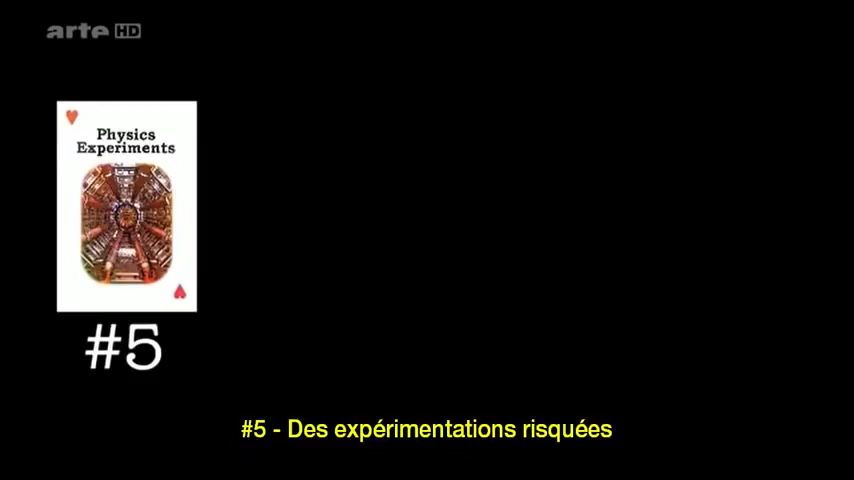 arte HD
Physics
Experiments
#5
#5 - Des expérimentations risquées